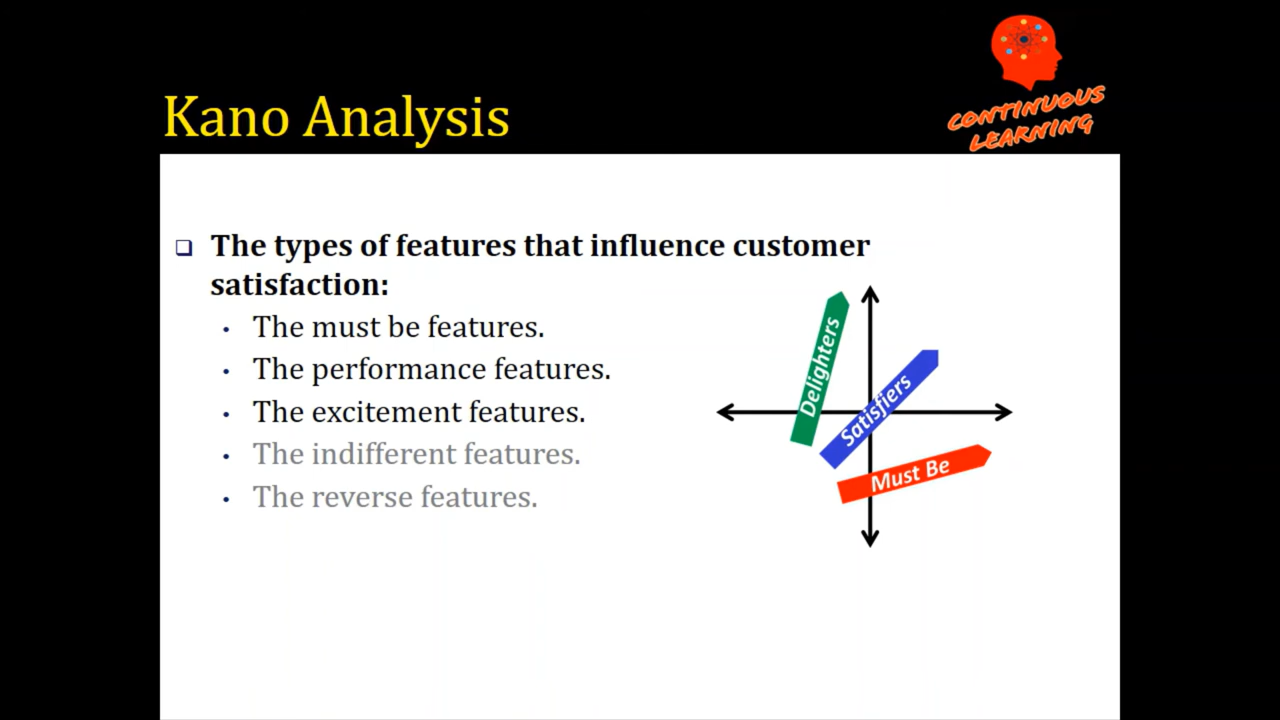 CONTINUOUS
LEARNING
Kano Analysis
The types of features that influence customer
satisfaction:
The must be features.
The performance features.
The excitement features.
The indifferent features.
The reverse features.
Delighters
Satisfiers
Must Be